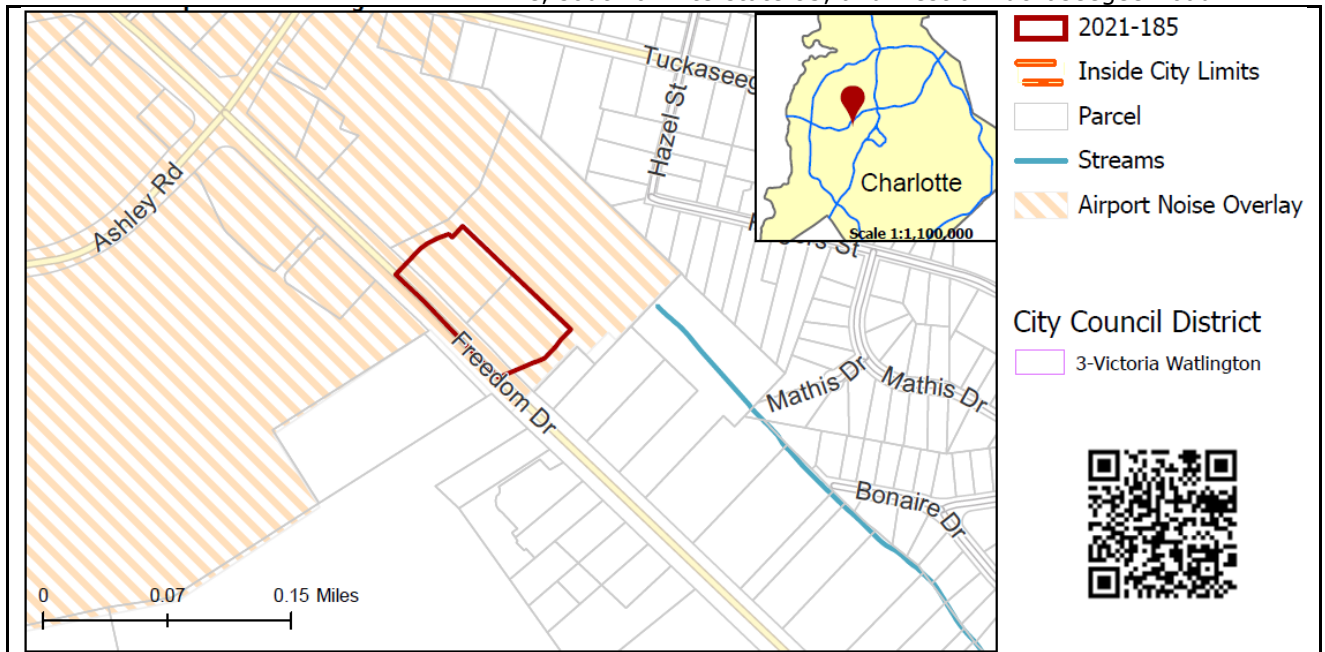 2021-185
Inside City Limits
Parcel
Streams
Airport Noise Overlay
City Council District
3-Victoria Watlington
Tuckaseeg
Hazel St
Charlotte
Scale 1:1,100,000
Ashley Rd
Freedom Dr
Mathis Dr
Mathis Dr
Bonaire Dr
0 0.07 0.15 Miles